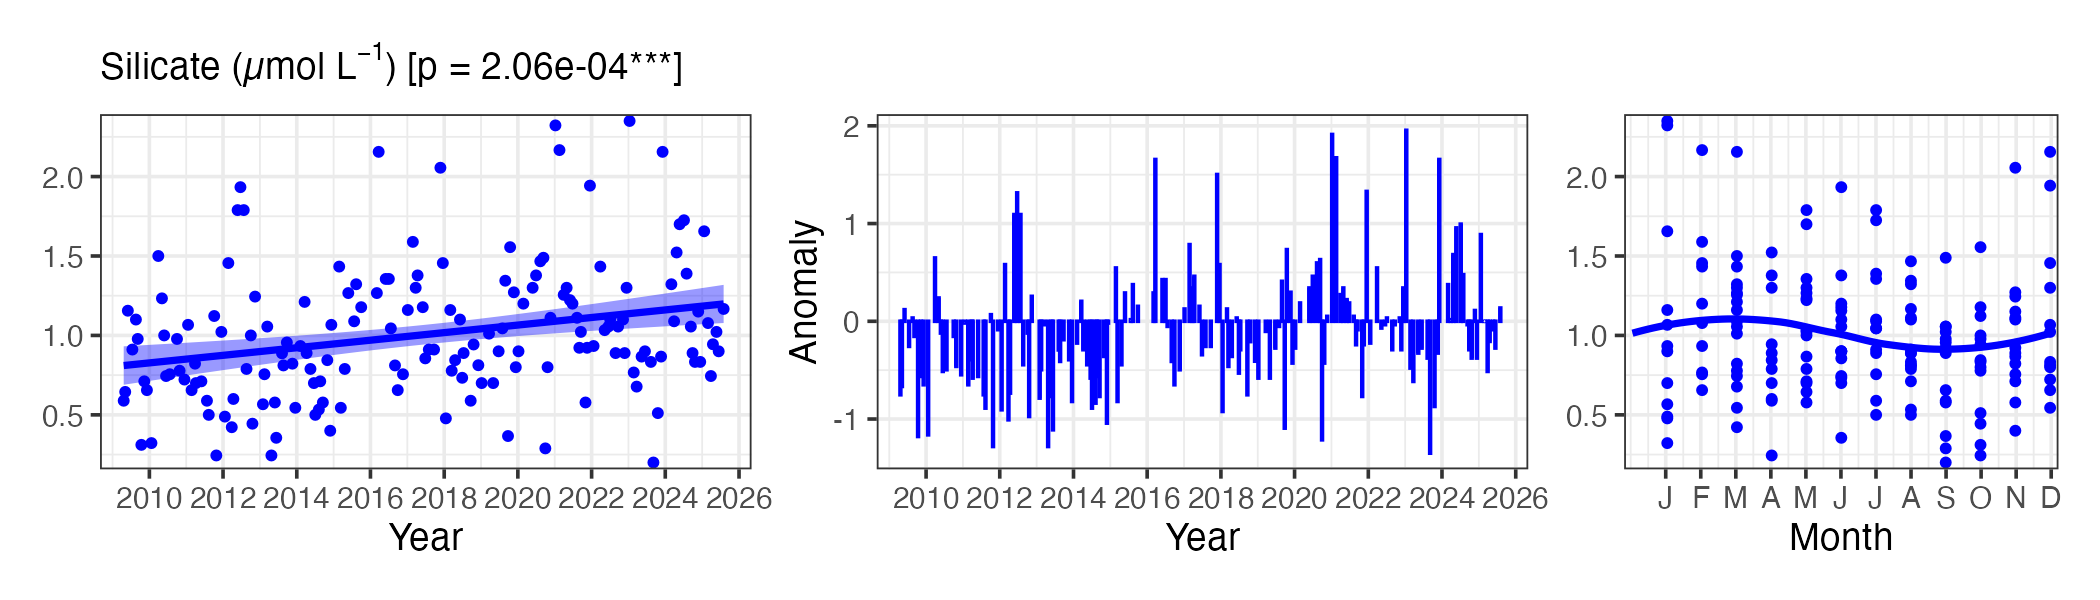 Silicate (μmol L⁻¹) [p = 2.06e-04***]
2.0
1.5
1.0
0.5
2010 2012 2014 2016 2018 2020 2022 2024 2026
Year
Anomaly
2
1
0
-1
2010 2012 2014 2016 2018 2020 2022 2024 2026
Year
2.0
1.5
1.0
0.5
J F M A M J J A S O N D
Month